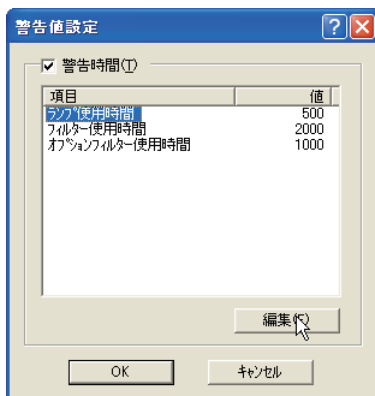 警告値設定
警告時間(T)
項目 値
ﾗﾝﾌﾟ使用時間 500
ﾌｨﾙﾀｰ使用時間 2000
ｵﾌﾟｼｮﾝﾌｨﾙﾀｰ使用時間 1000
編集(E)
OK ｷｬﾝｾﾙ